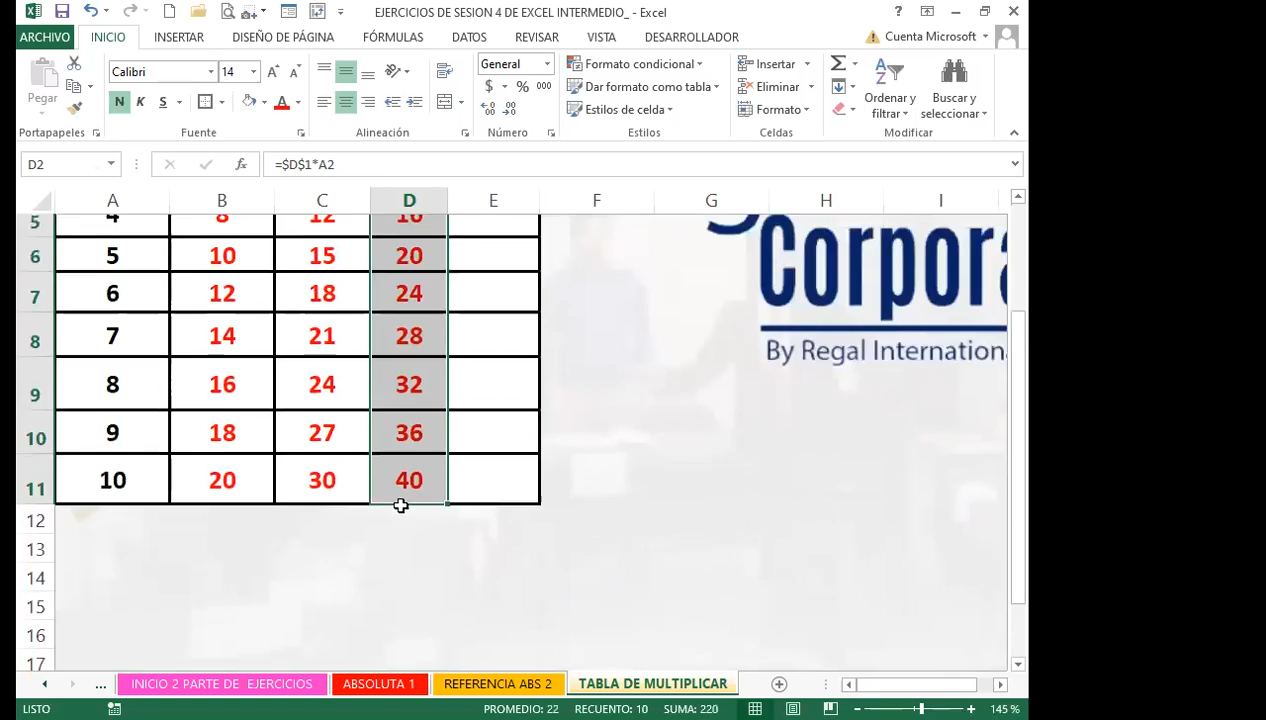 EJERCICIOS DE SESION 4 DE EXCEL INTERMEDIO_ - Excel
ARCHIVO INICIO INSERTAR DISEÑO DE PÁGINA FÓRMULAS DATOS REVISAR VISTA DESARROLLADOR Cuenta Microsoft
Pegar
Calibri 14
General
Formato condicional
Insertar
N K S
$ % 000
Dar formato como tabla
Eliminar
Ordenar y filtrar
Buscar y seleccionar
Estilos de celda
Formato
Portapapeles Fuente Alineación Número Estilos Celdas Modificar
D2 fx =$D$1*A2
A B C D E F G H I
5 4 8 12 16
6 5 10 15 20
7 6 12 18 24
8 7 14 21 28
9 8 16 24 32
10 9 18 27 36
11 10 20 30 40
12
13
14
15
16
17
Corpora
By Regal Internationa
... INICIO 2 PARTE DE EJERCICIOS ABSOLUTA 1 REFERENCIA ABS 2 TABLA DE MULTIPLICAR
LISTO PROMEDIO: 22 RECUENTO: 10 SUMA: 220 145 %